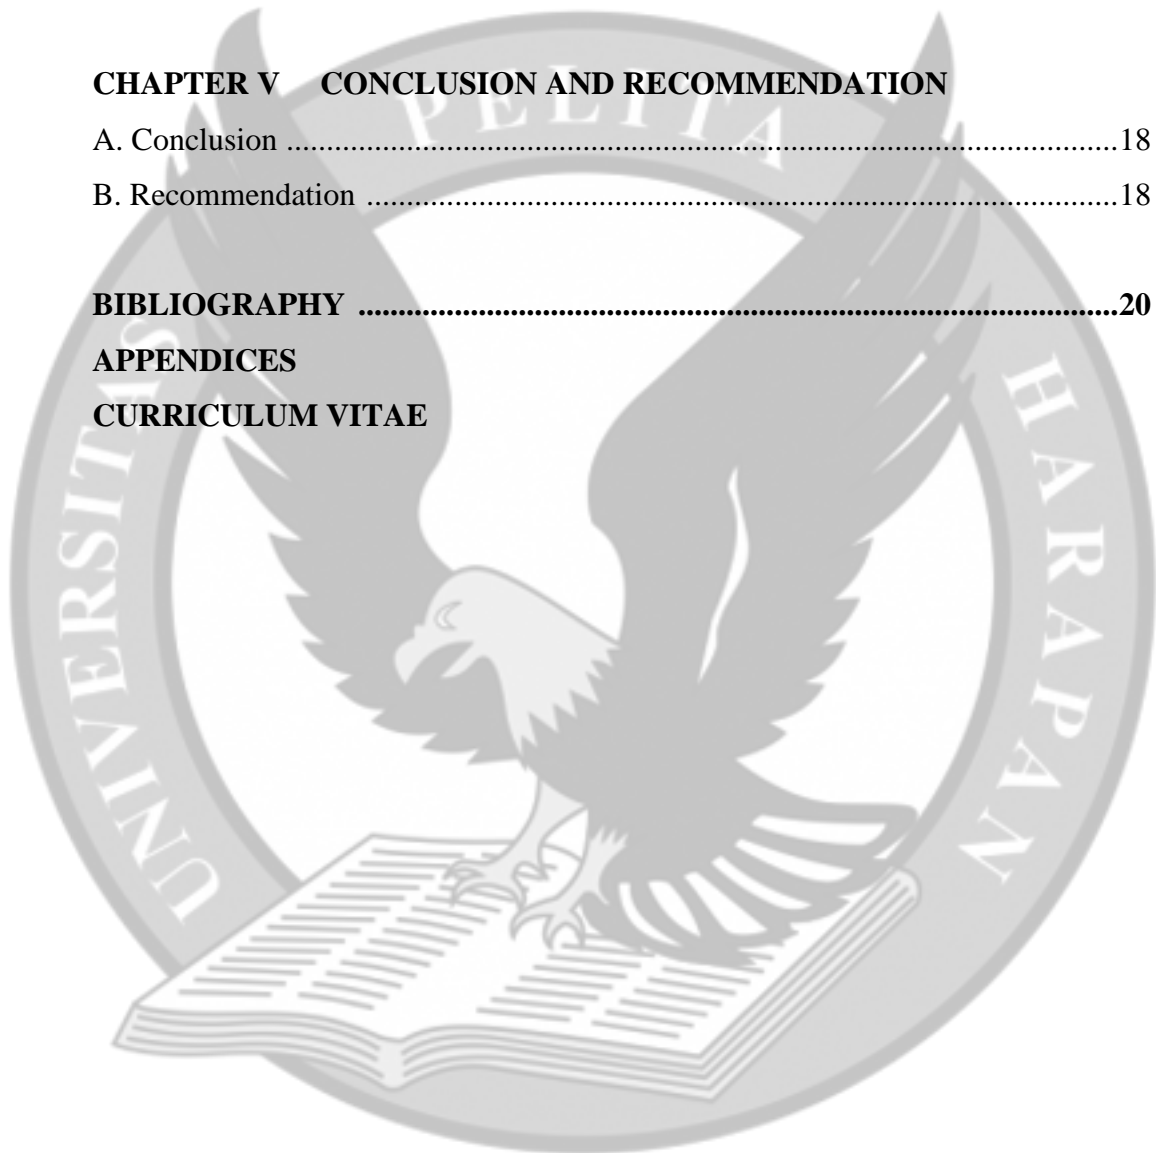 CHAPTER V CONCLUSION AND RECOMMENDATION
A. Conclusion ........................................................................................................18
B. Recommendation ..............................................................................................18
BIBLIOGRAPHY ...............................................................................................20
APPENDICES
CURRICULUM VITAE
UNIVERSITAS PELITA HARAPAN